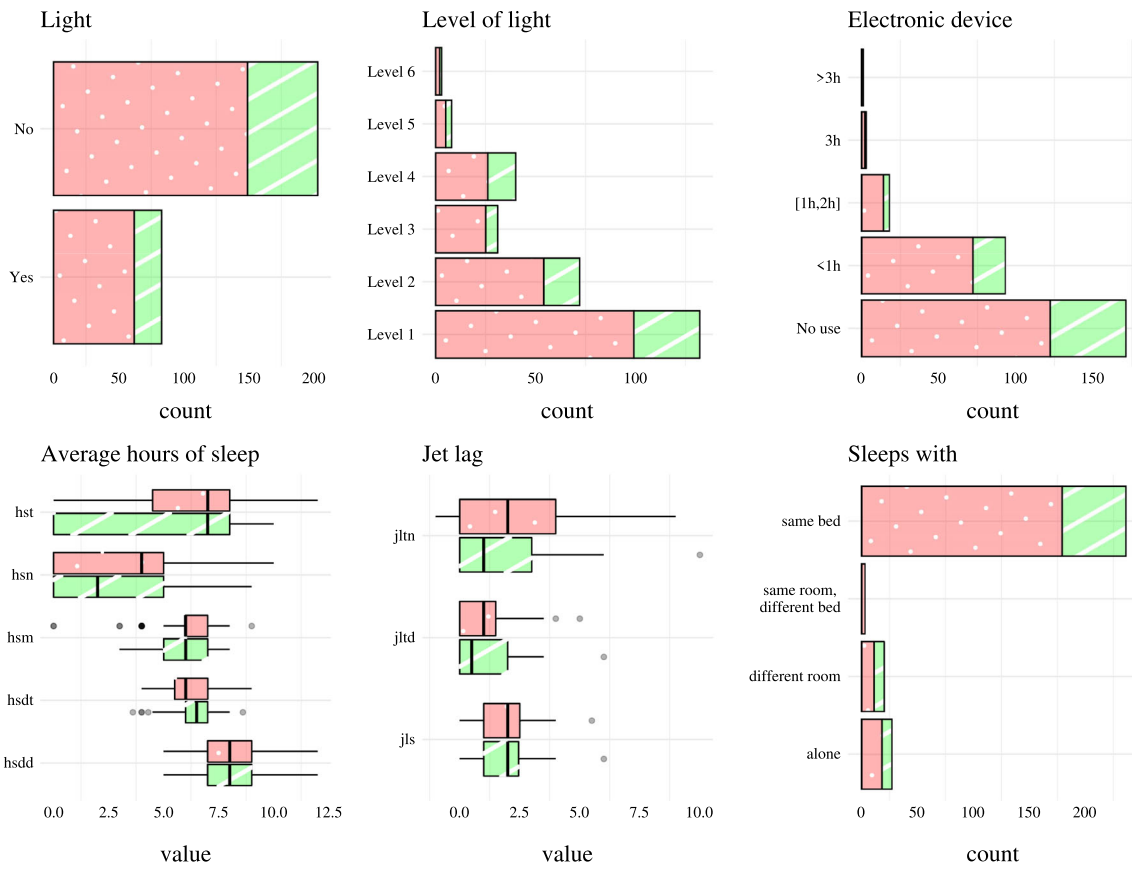 Light
No
Yes
0 50 100 150 200
count
Level of light
Level 6
Level 5
Level 4
Level 3
Level 2
Level 1
0 50 100
count
Electronic device
>3h
3h
[1h,2h]
<1h
No use
0 50 100 150
count
Average hours of sleep
hst
hsn
hsm
hsdt
hsdd
0.0 2.5 5.0 7.5 10.0 12.5
value
Jet lag
jltn
jltd
jls
0.0 2.5 5.0 7.5 10.0
value
Sleeps with
same bed
same room,
different bed
different room
alone
0 50 100 150 200
count